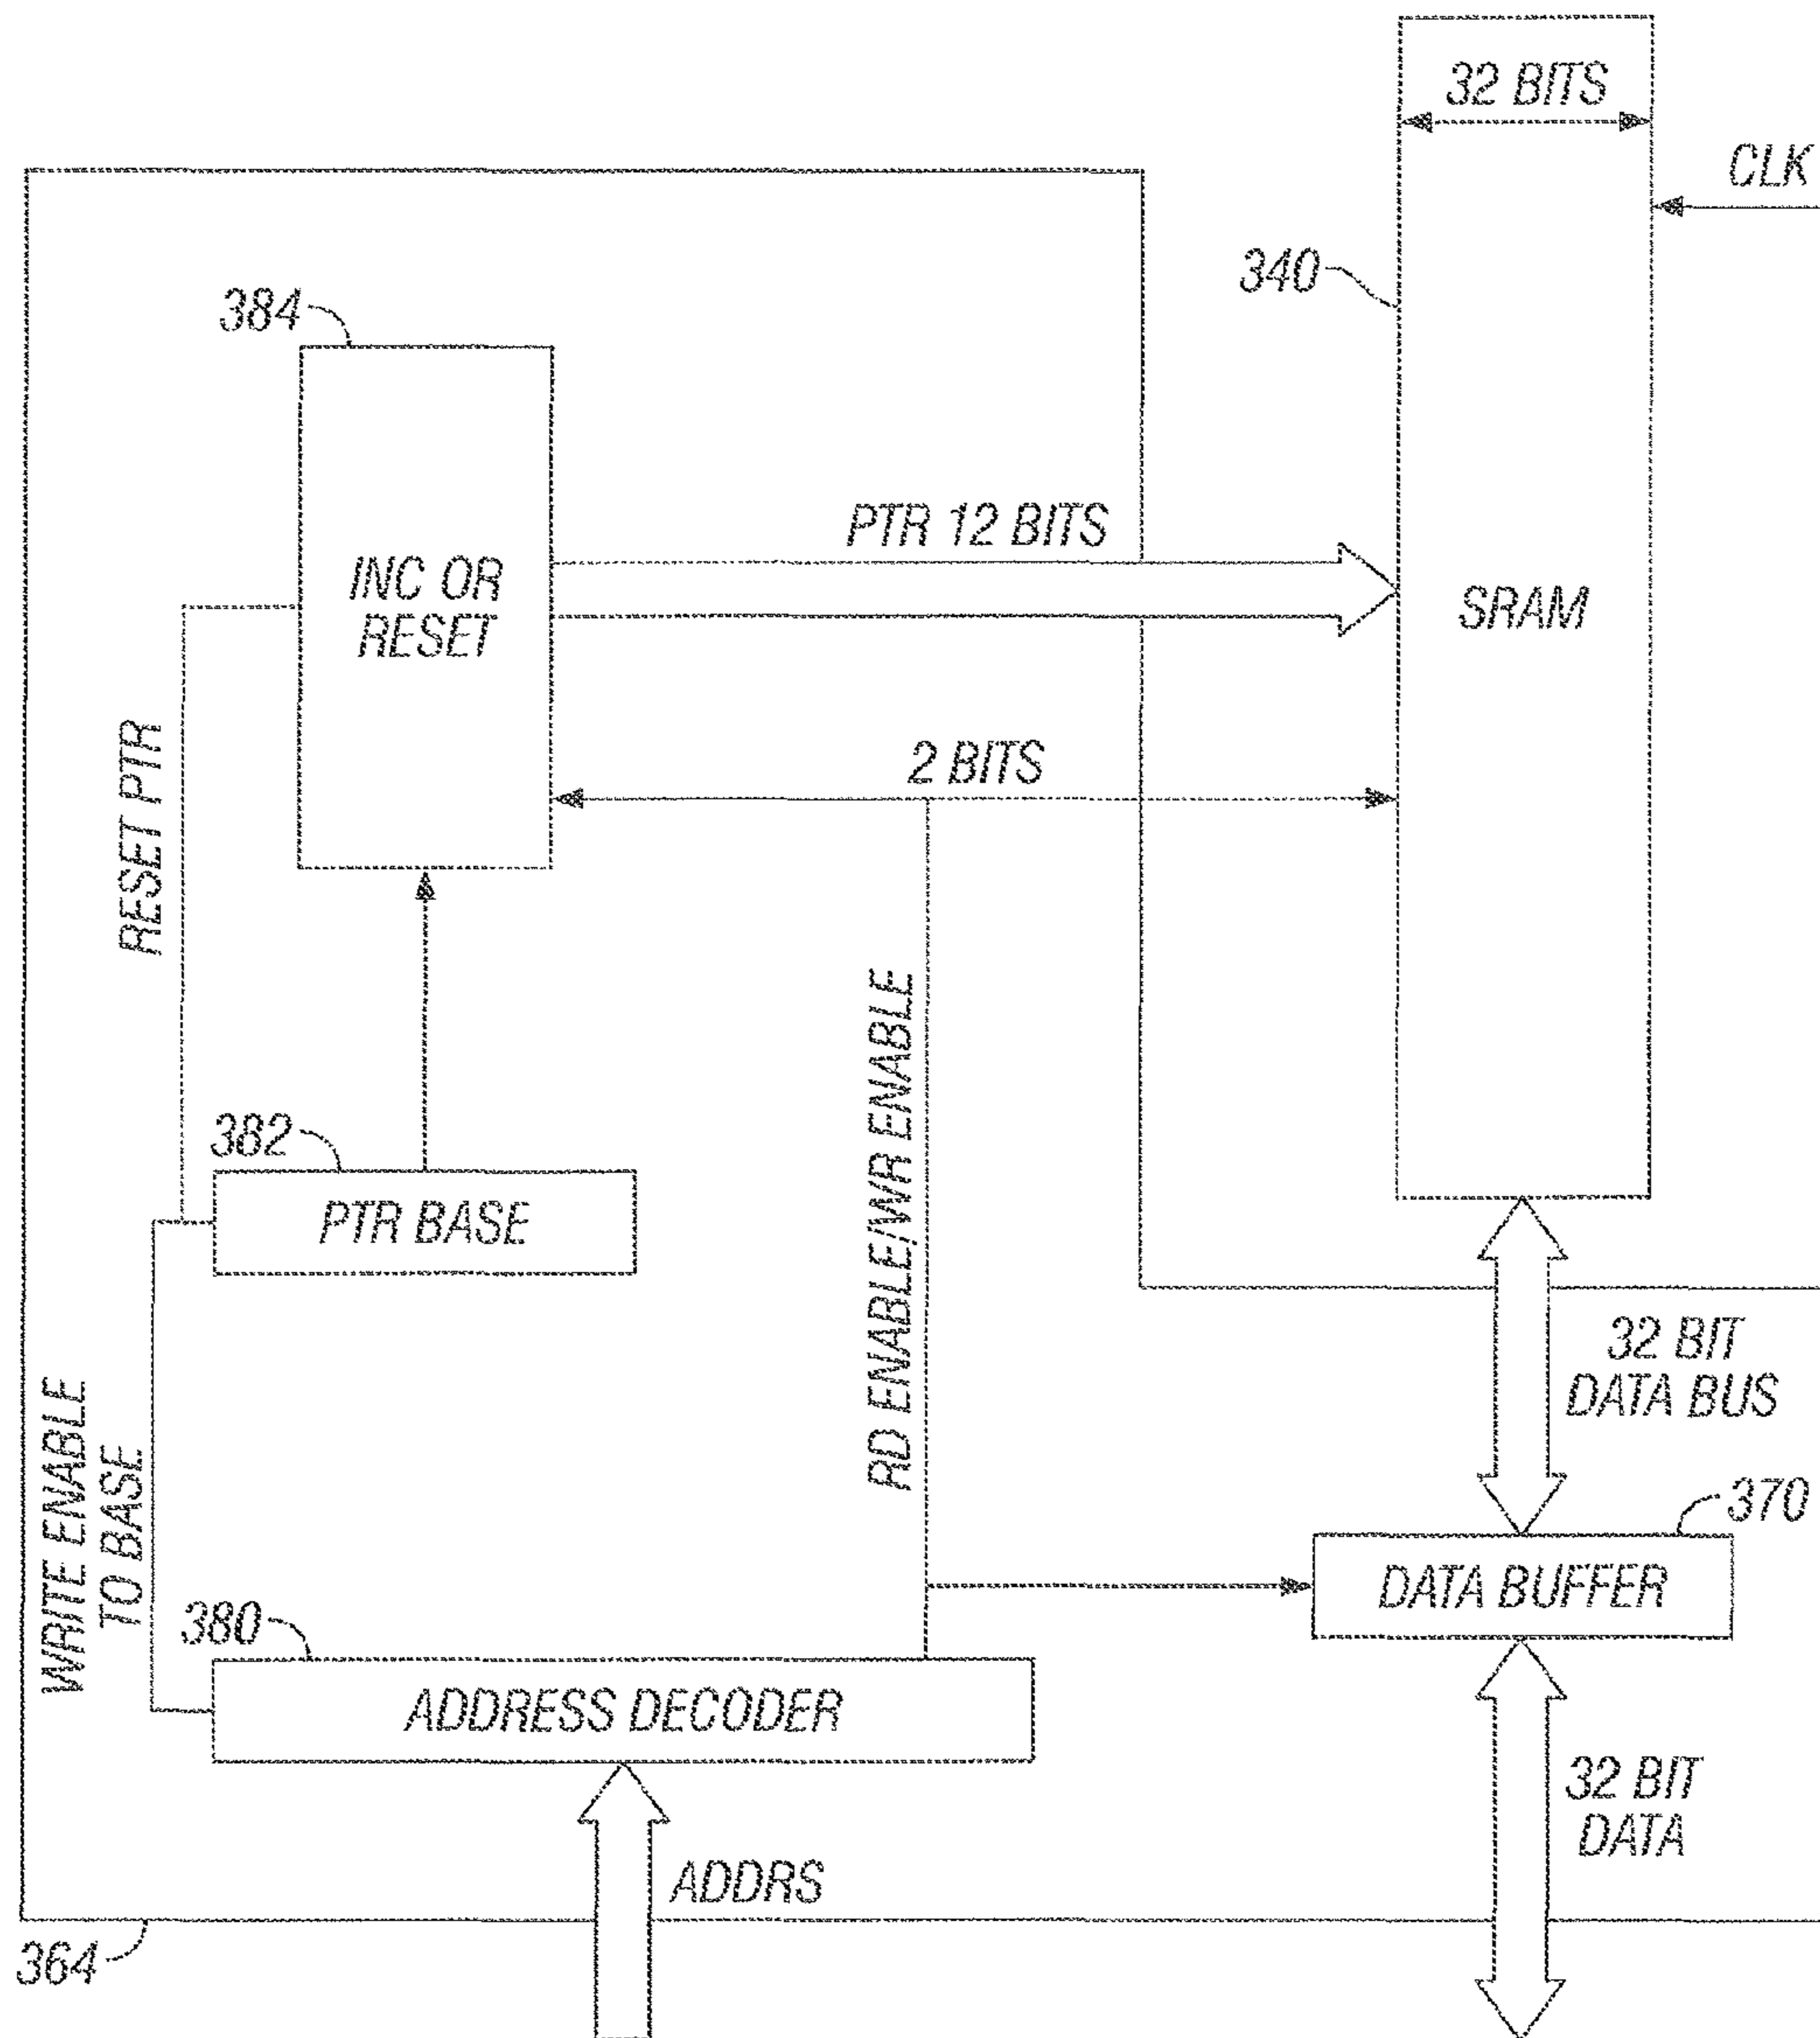 32 BITS
CLK
340
384
PTR 12 BITS
INC OR
RESET
SRAM
2 BITS
RESET PTR
RD ENABLE/WR ENABLE
382
PTR BASE
32 BIT
DATA BUS
WRITE ENABLE
TO BASE
370
DATA BUFFER
380
ADDRESS DECODER
32 BIT
DATA
ADDRS
364